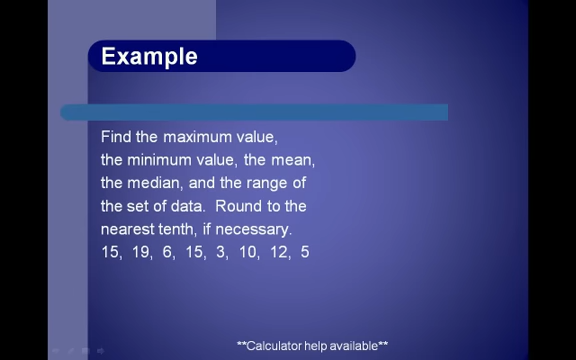 Example
Find the maximum value,
the minimum value, the mean,
the median, and the range of
the set of data.  Round to the
nearest tenth, if necessary.
15,  19,  6,  15,  3,  10,  12,  5
**Calculator help available**